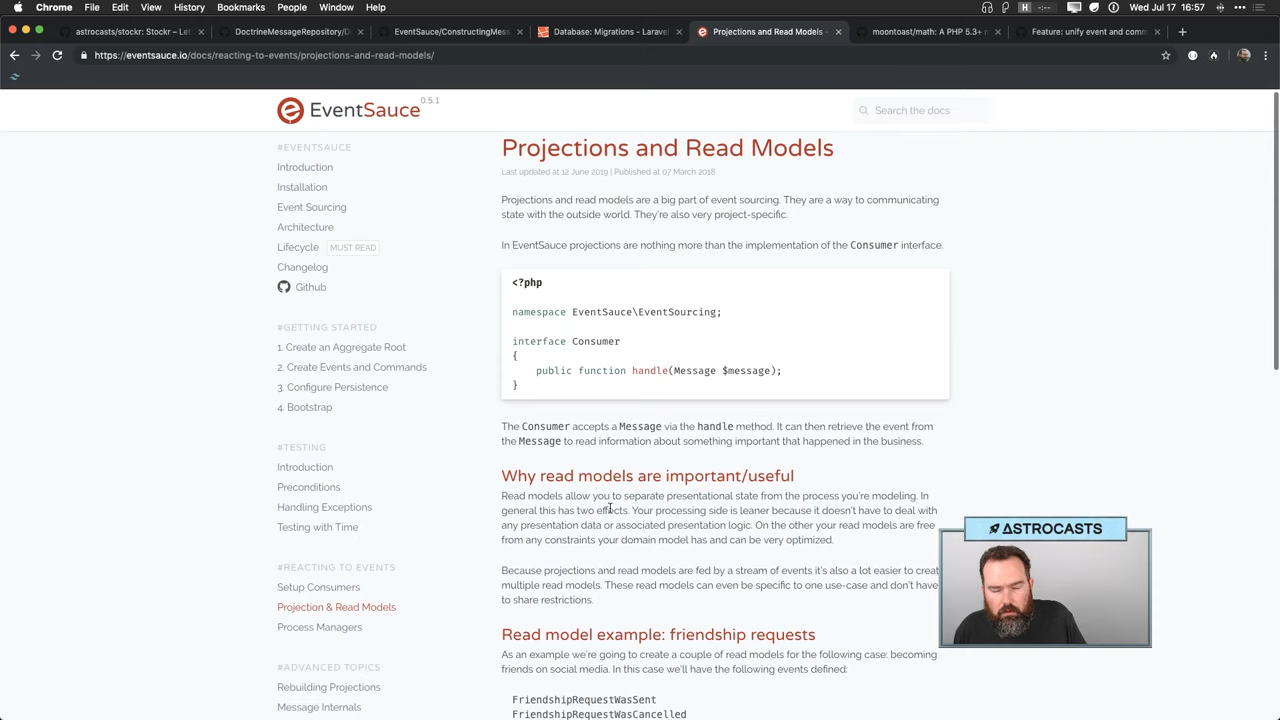 Chrome File Edit View History Bookmarks People Window Help
Wed Jul 17 16:57
astrocasts/stockr: Stockr – Let
DoctrineMessageRepository/D
EventSauce/ConstructingMess
Database: Migrations - Laravel
Projections and Read Models -
moontoast/math: A PHP 5.3+ r
Feature: unify event and comm
https://eventsauce.io/docs/reacting-to-events/projections-and-read-models/
EventSauce 0.5.1
Search the docs
#EVENTSAUCE
Introduction
Installation
Event Sourcing
Architecture
Lifecycle MUST READ
Changelog
Github
#GETTING STARTED
1. Create an Aggregate Root
2. Create Events and Commands
3. Configure Persistence
4. Bootstrap
#TESTING
Introduction
Preconditions
Handling Exceptions
Testing with Time
#REACTING TO EVENTS
Setup Consumers
Projection & Read Models
Process Managers
#ADVANCED TOPICS
Rebuilding Projections
Message Internals
Projections and Read Models
Last updated at 12 June 2019 | Published at 07 March 2018
Projections and read models are a big part of event sourcing. They are a way to communicating
state with the outside world. They're also very project-specific.
In EventSauce projections are nothing more than the implementation of the Consumer interface.
<?php
namespace EventSauce\EventSourcing;
interface Consumer
{
public function handle(Message $message);
}
The Consumer accepts a Message via the handle method. It can then retrieve the event from
the Message to read information about something important that happened in the business.
Why read models are important/useful
Read models allow you to separate presentational state from the process you're modeling. In
general this has two effects. Your processing side is leaner because it doesn't have to deal with
any presentation data or associated presentation logic. On the other your read models are free
from any constraints your domain model has and can be very optimized.
Because projections and read models are fed by a stream of events it's also a lot easier to creat
multiple read models. These read models can even be specific to one use-case and don't have
to share restrictions.
Read model example: friendship requests
As an example we're going to create a couple of read models for the following case: becoming
friends on social media. In this case we'll have the following events defined:
FriendshipRequestWasSent
FriendshipRequestWasCancelled
ASTROCASTS